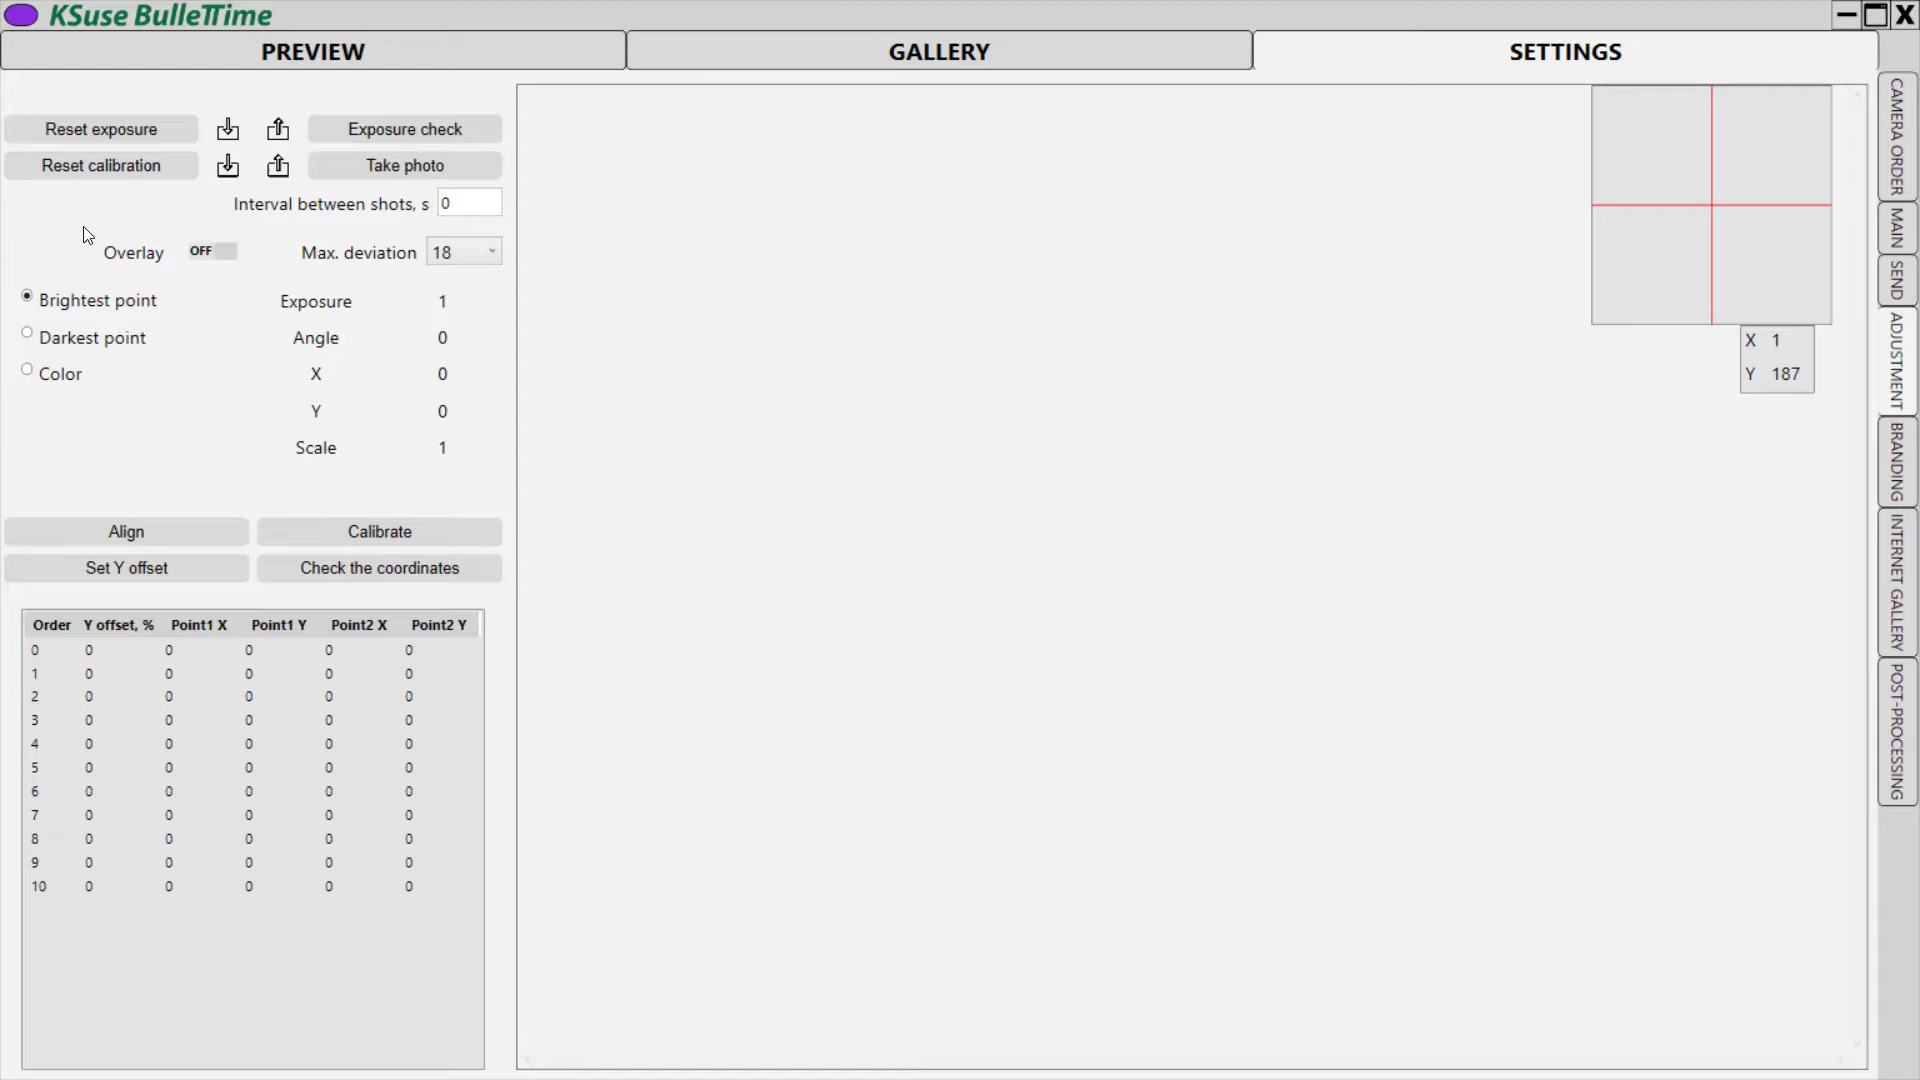 KSuse BulleTTime
PREVIEW GALLERY SETTINGS
Reset exposure Exposure check
Reset calibration Take photo
Interval between shots, s 0
Overlay OFF Max. deviation 18
Brightest point Exposure 1
Darkest point Angle 0
Color X 0
Y 0
Scale 1
Align Calibrate
Set Y offset Check the coordinates
Order Y offset, % Point1 X Point1 Y Point2 X Point2 Y
0 0 0 0 0 0
1 0 0 0 0 0
2 0 0 0 0 0
3 0 0 0 0 0
4 0 0 0 0 0
5 0 0 0 0 0
6 0 0 0 0 0
7 0 0 0 0 0
8 0 0 0 0 0
9 0 0 0 0 0
10 0 0 0 0 0
X 1
Y 187
CAMERA ORDER
MAIN
SEND
ADJUSTMENT
BRANDING
INTERNET GALLERY
POST-PROCESSING